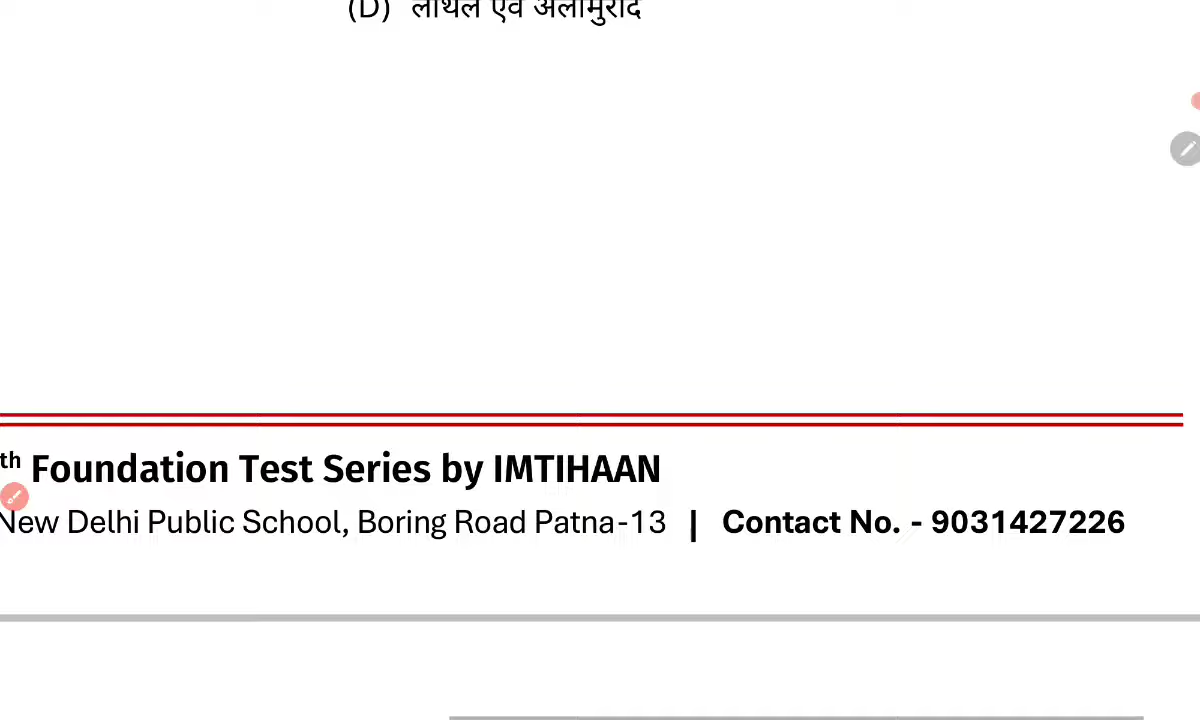 (D) लोथल एवं अलीमुराद
th Foundation Test Series by IMTIHAAN
New Delhi Public School, Boring Road Patna-13 | Contact No. - 9031427226